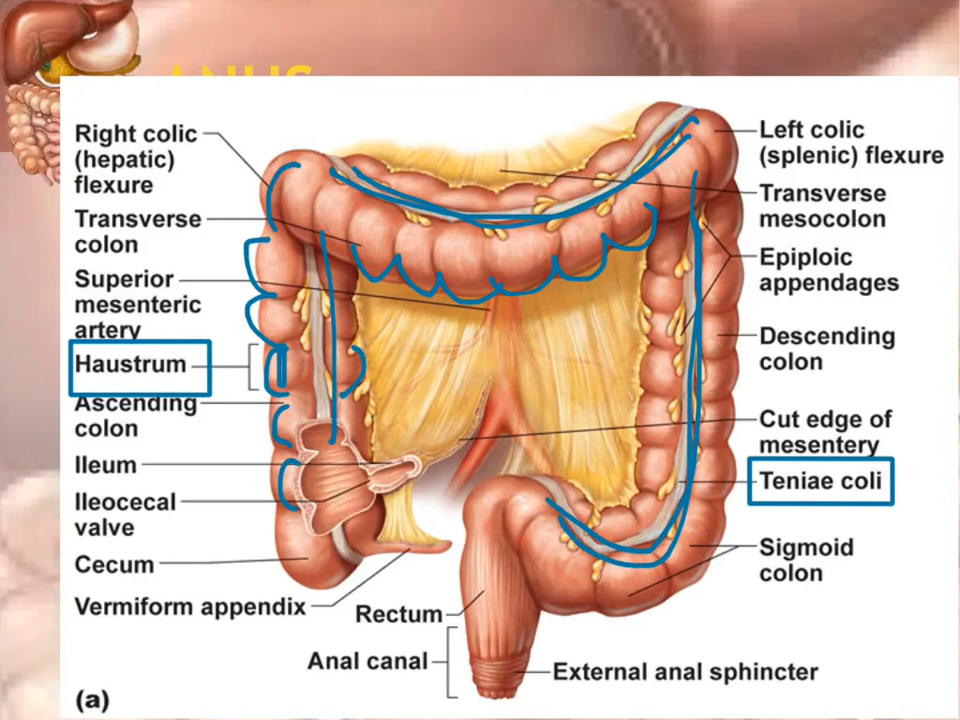 Right colic
(hepatic)
flexure
Transverse
colon
Superior
mesenteric
artery
Haustrum
Ascending
colon
Ileum
Ileocecal
valve
Cecum
Vermiform appendix
Rectum
Anal canal
External anal sphincter
Left colic
(splenic) flexure
Transverse
mesocolon
Epiploic
appendages
Descending
colon
Cut edge of
mesentery
Teniae coli
Sigmoid
colon
(a)